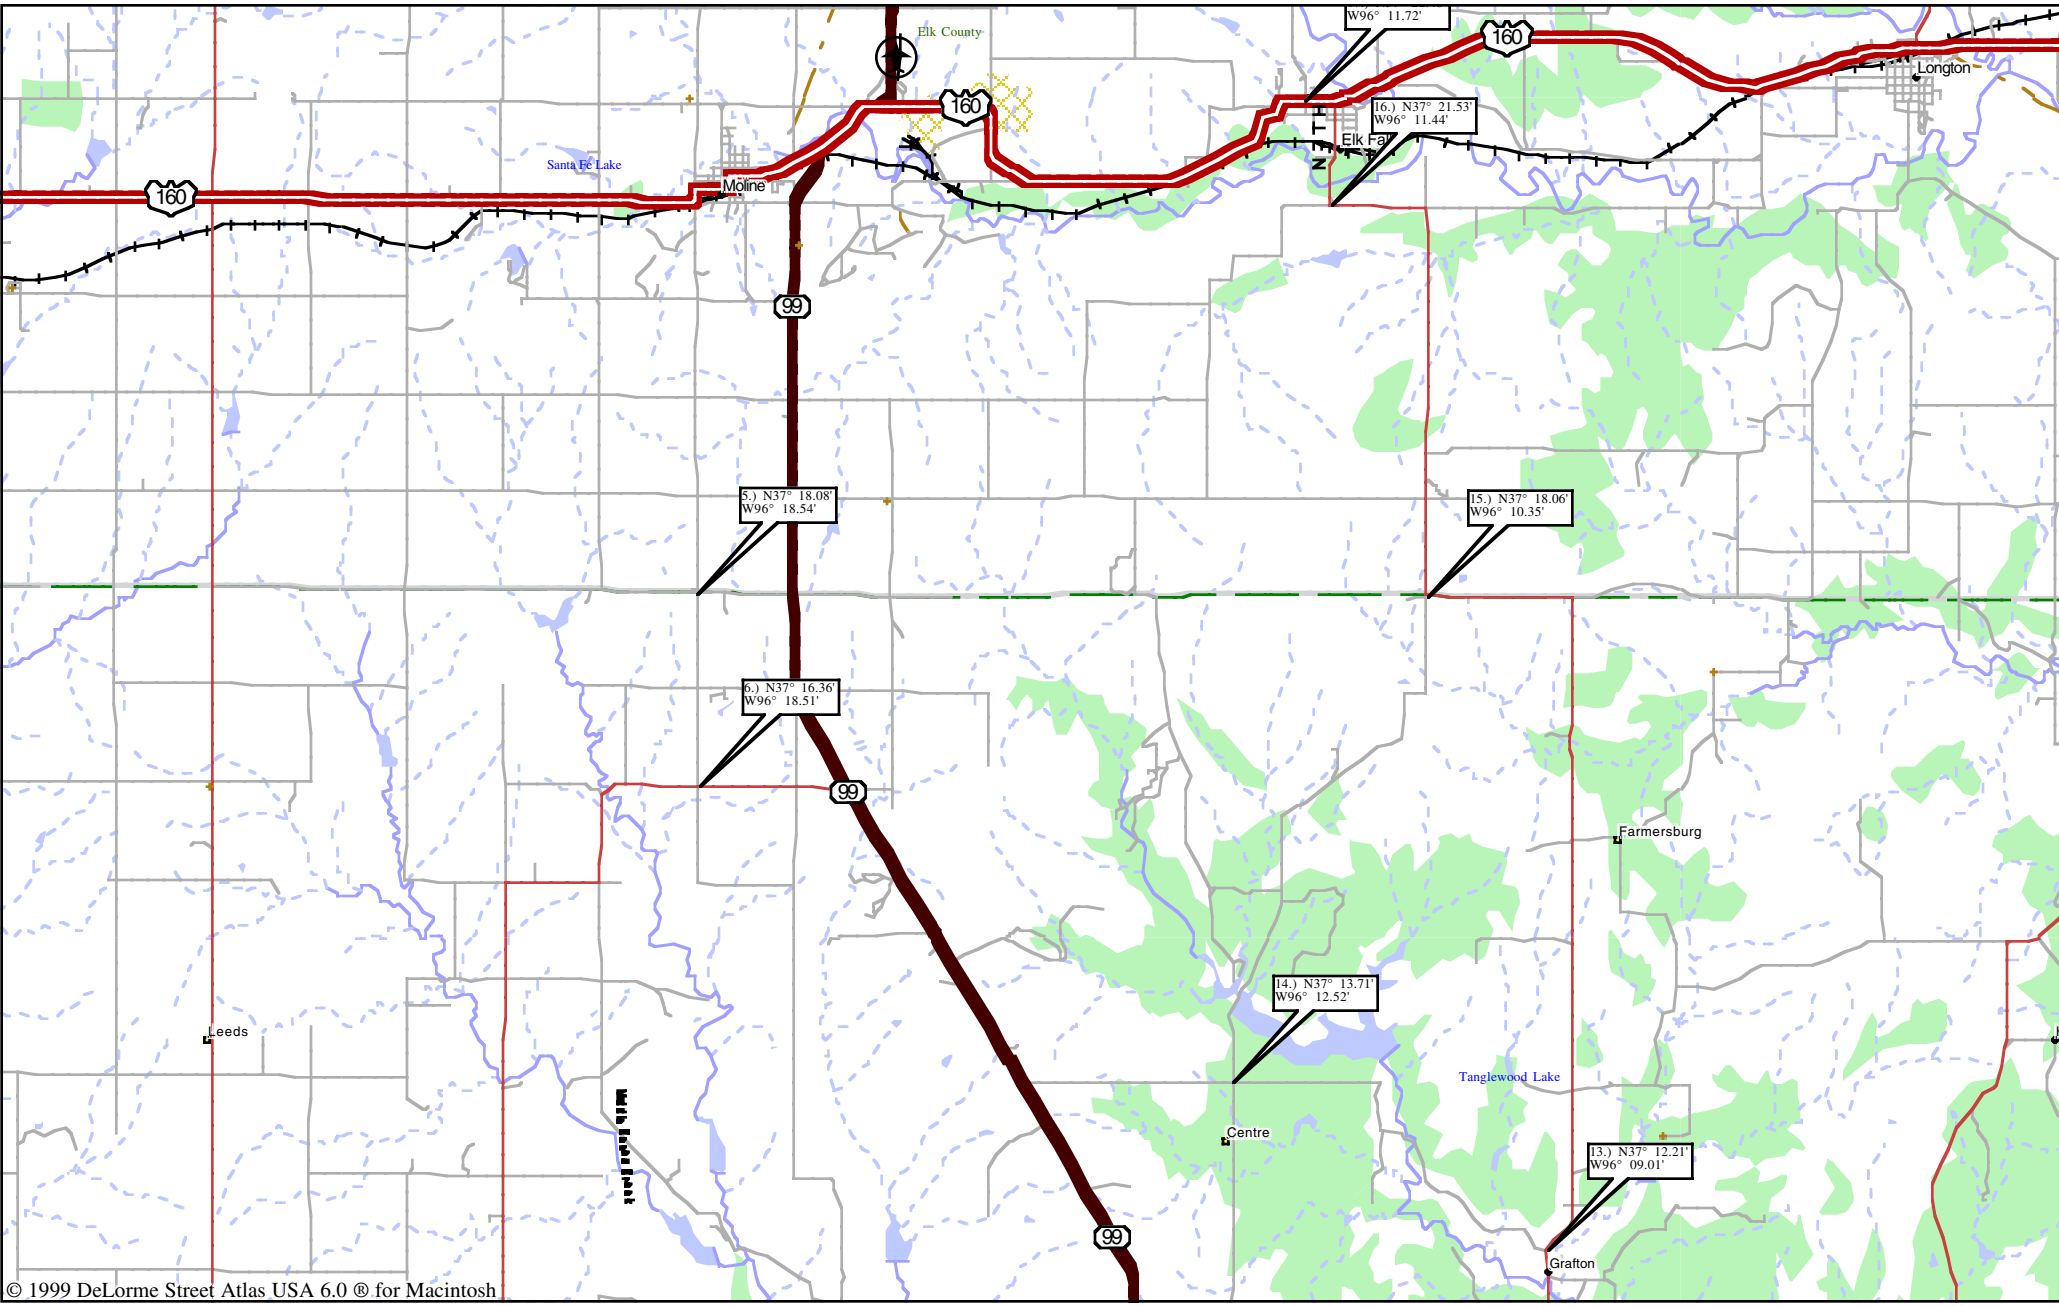 W96° 11.72'
Elk County
160
Longton
160
16.) N37° 21.53'
W96° 11.44'
N TH
Elk Fal
Santa Fe Lake
Moline
160
99
5.) N37° 18.08'
W96° 18.54'
15.) N37° 18.06'
W96° 10.35'
6.) N37° 16.36'
W96° 18.51'
99
Farmersburg
14.) N37° 13.71'
W96° 12.52'
Leeds
Tanglewood Lake
Centre
13.) N37° 12.21'
W96° 09.01'
99
Grafton
© 1999 DeLorme Street Atlas USA 6.0 ® for Macintosh